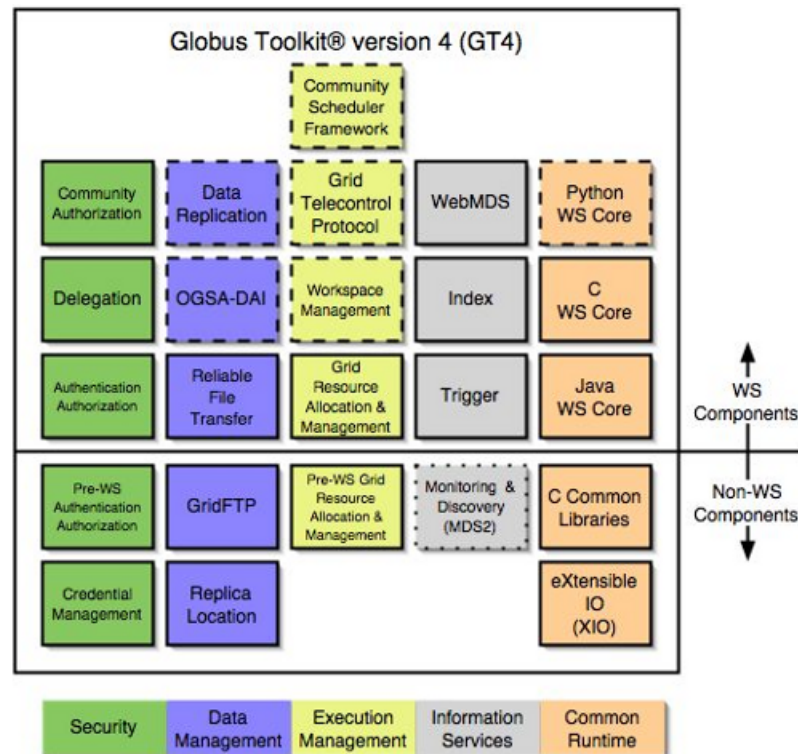 Globus Toolkit® version 4 (GT4)
Community
Scheduler
Framework
Community
Authorization
Data
Replication
Grid
Telecontrol
Protocol
WebMDS
Python
WS Core
Delegation
OGSA-DAI
Workspace
Management
Index
C
WS Core
Authentication
Authorization
Reliable
File
Transfer
Grid
Resource
Allocation &
Management
Trigger
Java
WS Core
WS
Components
Pre-WS
Authentication
Authorization
GridFTP
Pre-WS Grid
Resource
Allocation &
Management
Monitoring &
Discovery
(MDS2)
C Common
Libraries
Non-WS
Components
Credential
Management
Replica
Location
eXtensible
IO
(XIO)
Security
Data
Management
Execution
Management
Information
Services
Common
Runtime